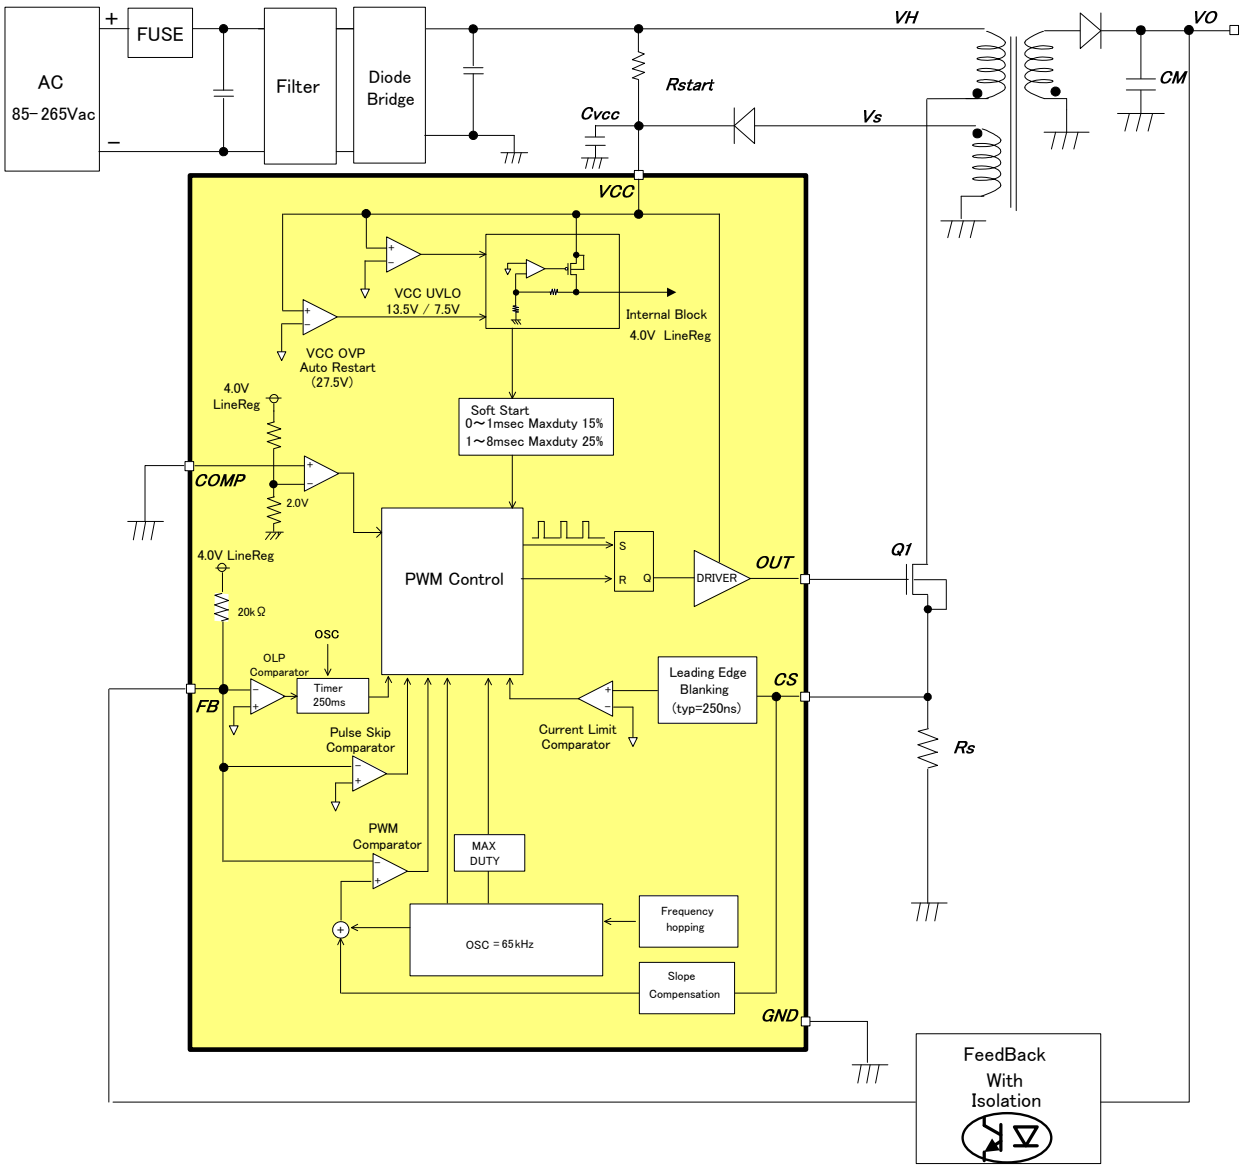 AC
85-265Vac
+
−
FUSE
Filter
Diode
Bridge
VH
VO
CM
Rstart
Cvcc
Vs
VCC
+
−
VCC UVLO
13.5V / 7.5V
+
−
VCC OVP
Auto Restart
(27.5V)
Internal Block
4.0V LineReg
4.0V
LineReg
Soft Start
0～1msec Maxduty 15%
1～8msec Maxduty 25%
COMP
+
−
2.0V
4.0V LineReg
20kΩ
PWM Control
S
R
Q
DRIVER
OUT
Q1
OSC
OLP
Comparator
−
+
Timer
250ms
FB
Leading Edge
Blanking
(typ=250ns)
CS
+
−
Current Limit
Comparator
Rs
Pulse Skip
Comparator
−
+
PWM
Comparator
−
+
MAX
DUTY
+
OSC = 65kHz
Frequency
hopping
Slope
Compensation
GND
FeedBack
With
Isolation